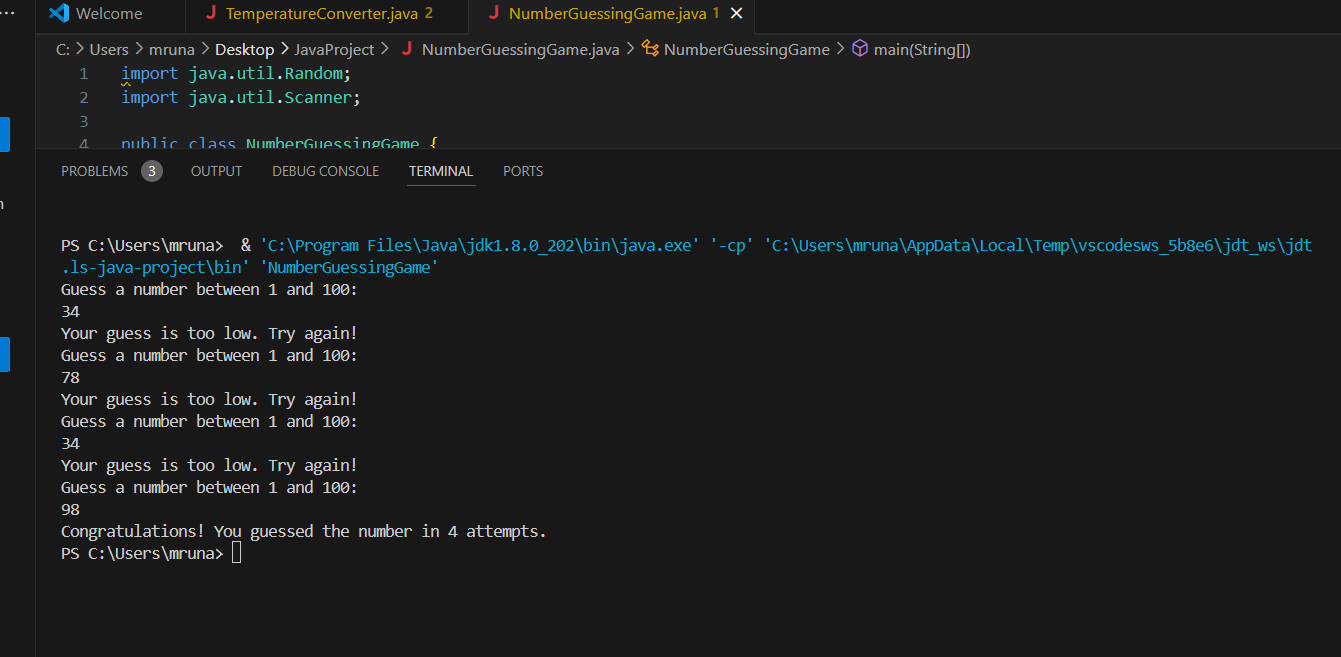 ··· Welcome TemperatureConverter.java 2 NumberGuessingGame.java 1
C: > Users > mruna > Desktop > JavaProject > NumberGuessingGame.java > NumberGuessingGame > main(String[])
1 import java.util.Random;
2 import java.util.Scanner;
3
4 public class NumberGuessingGame {
PROBLEMS 3 OUTPUT DEBUG CONSOLE TERMINAL PORTS
PS C:\Users\mruna>  & 'C:\Program Files\Java\jdk1.8.0_202\bin\java.exe' '-cp' 'C:\Users\mruna\AppData\Local\Temp\vscodesws_5b8e6\jdt_ws\jdt
.ls-java-project\bin' 'NumberGuessingGame'
Guess a number between 1 and 100:
34
Your guess is too low. Try again!
Guess a number between 1 and 100:
78
Your guess is too low. Try again!
Guess a number between 1 and 100:
34
Your guess is too low. Try again!
Guess a number between 1 and 100:
98
Congratulations! You guessed the number in 4 attempts.
PS C:\Users\mruna>